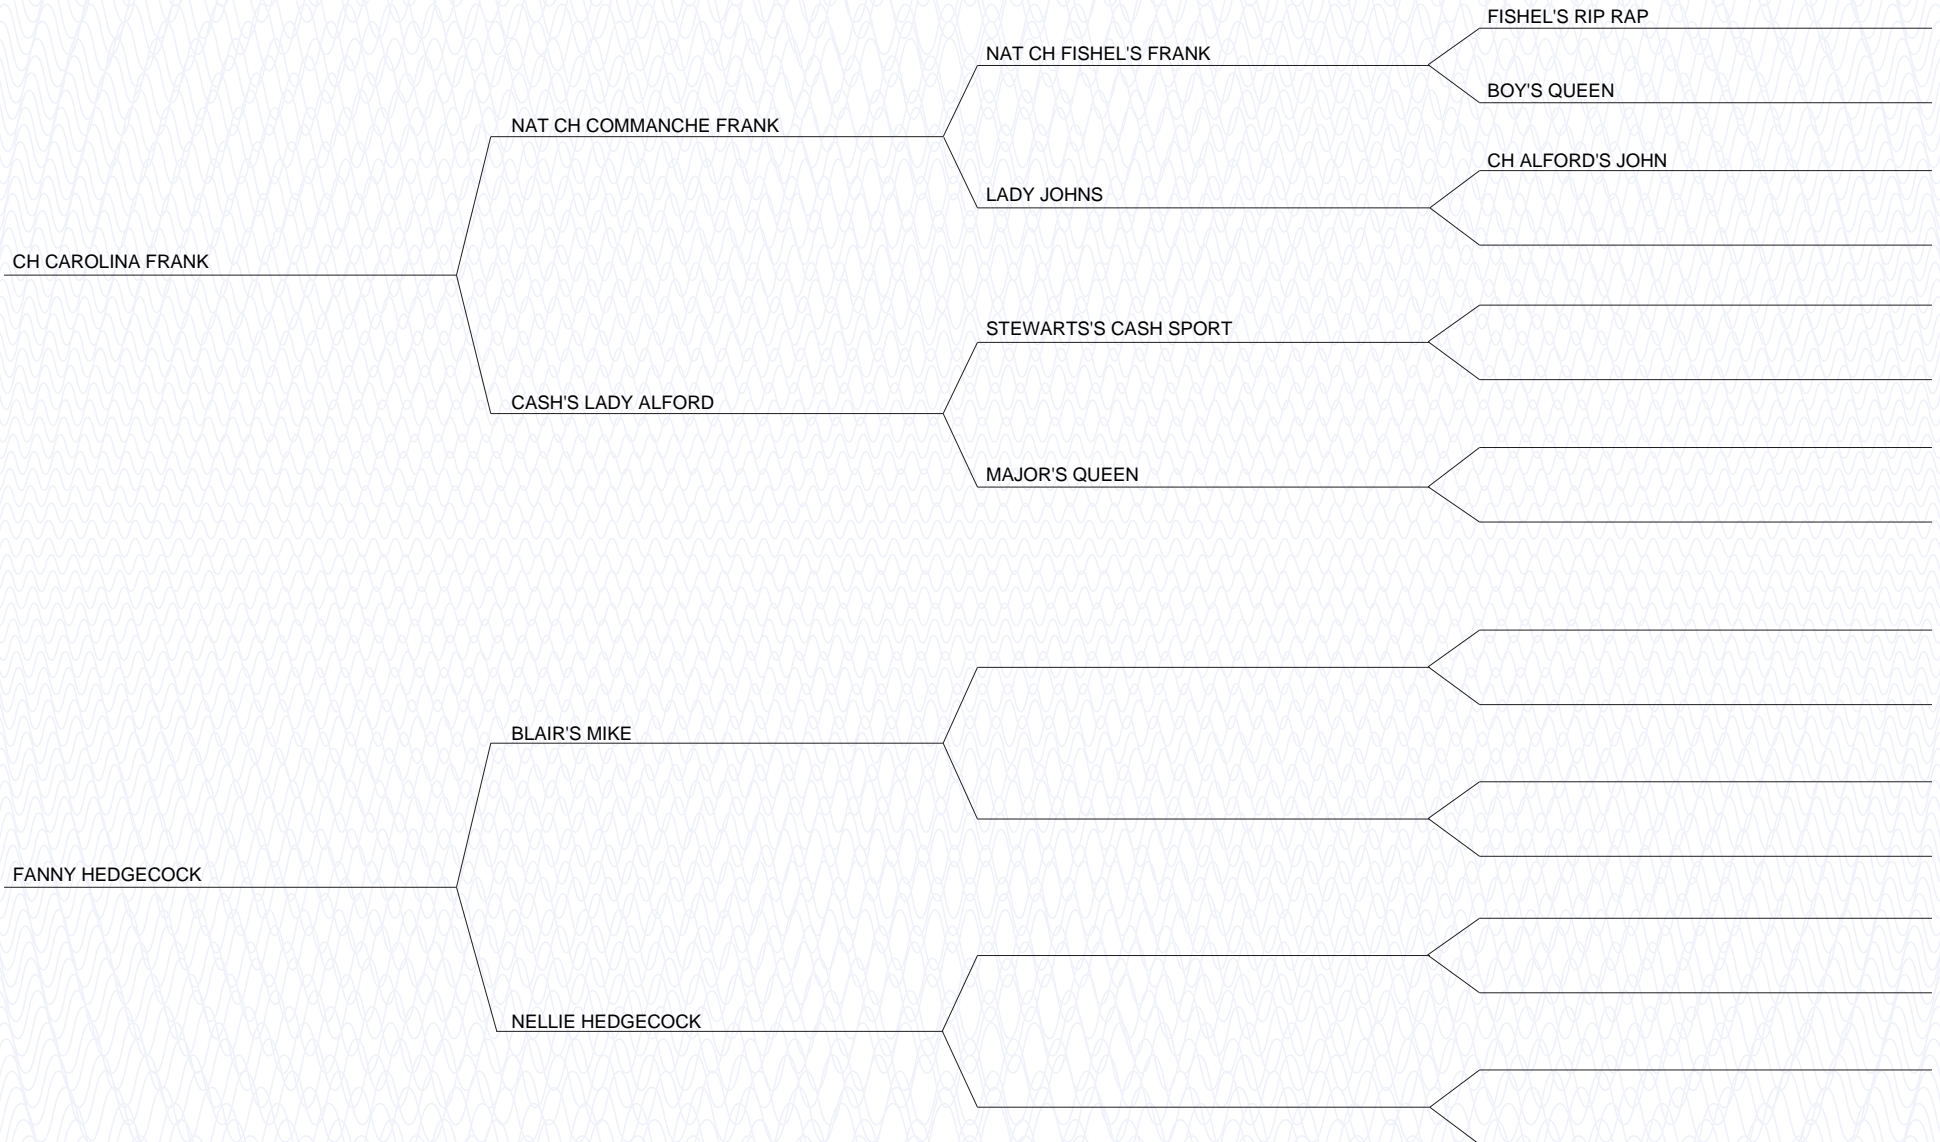 FISHEL'S RIP RAP
NAT CH FISHEL'S FRANK
BOY'S QUEEN
NAT CH COMMANCHE FRANK
CH ALFORD'S JOHN
LADY JOHNS
CH CAROLINA FRANK
STEWARTS'S CASH SPORT
CASH'S LADY ALFORD
MAJOR'S QUEEN
BLAIR'S MIKE
FANNY HEDGECOCK
NELLIE HEDGECOCK